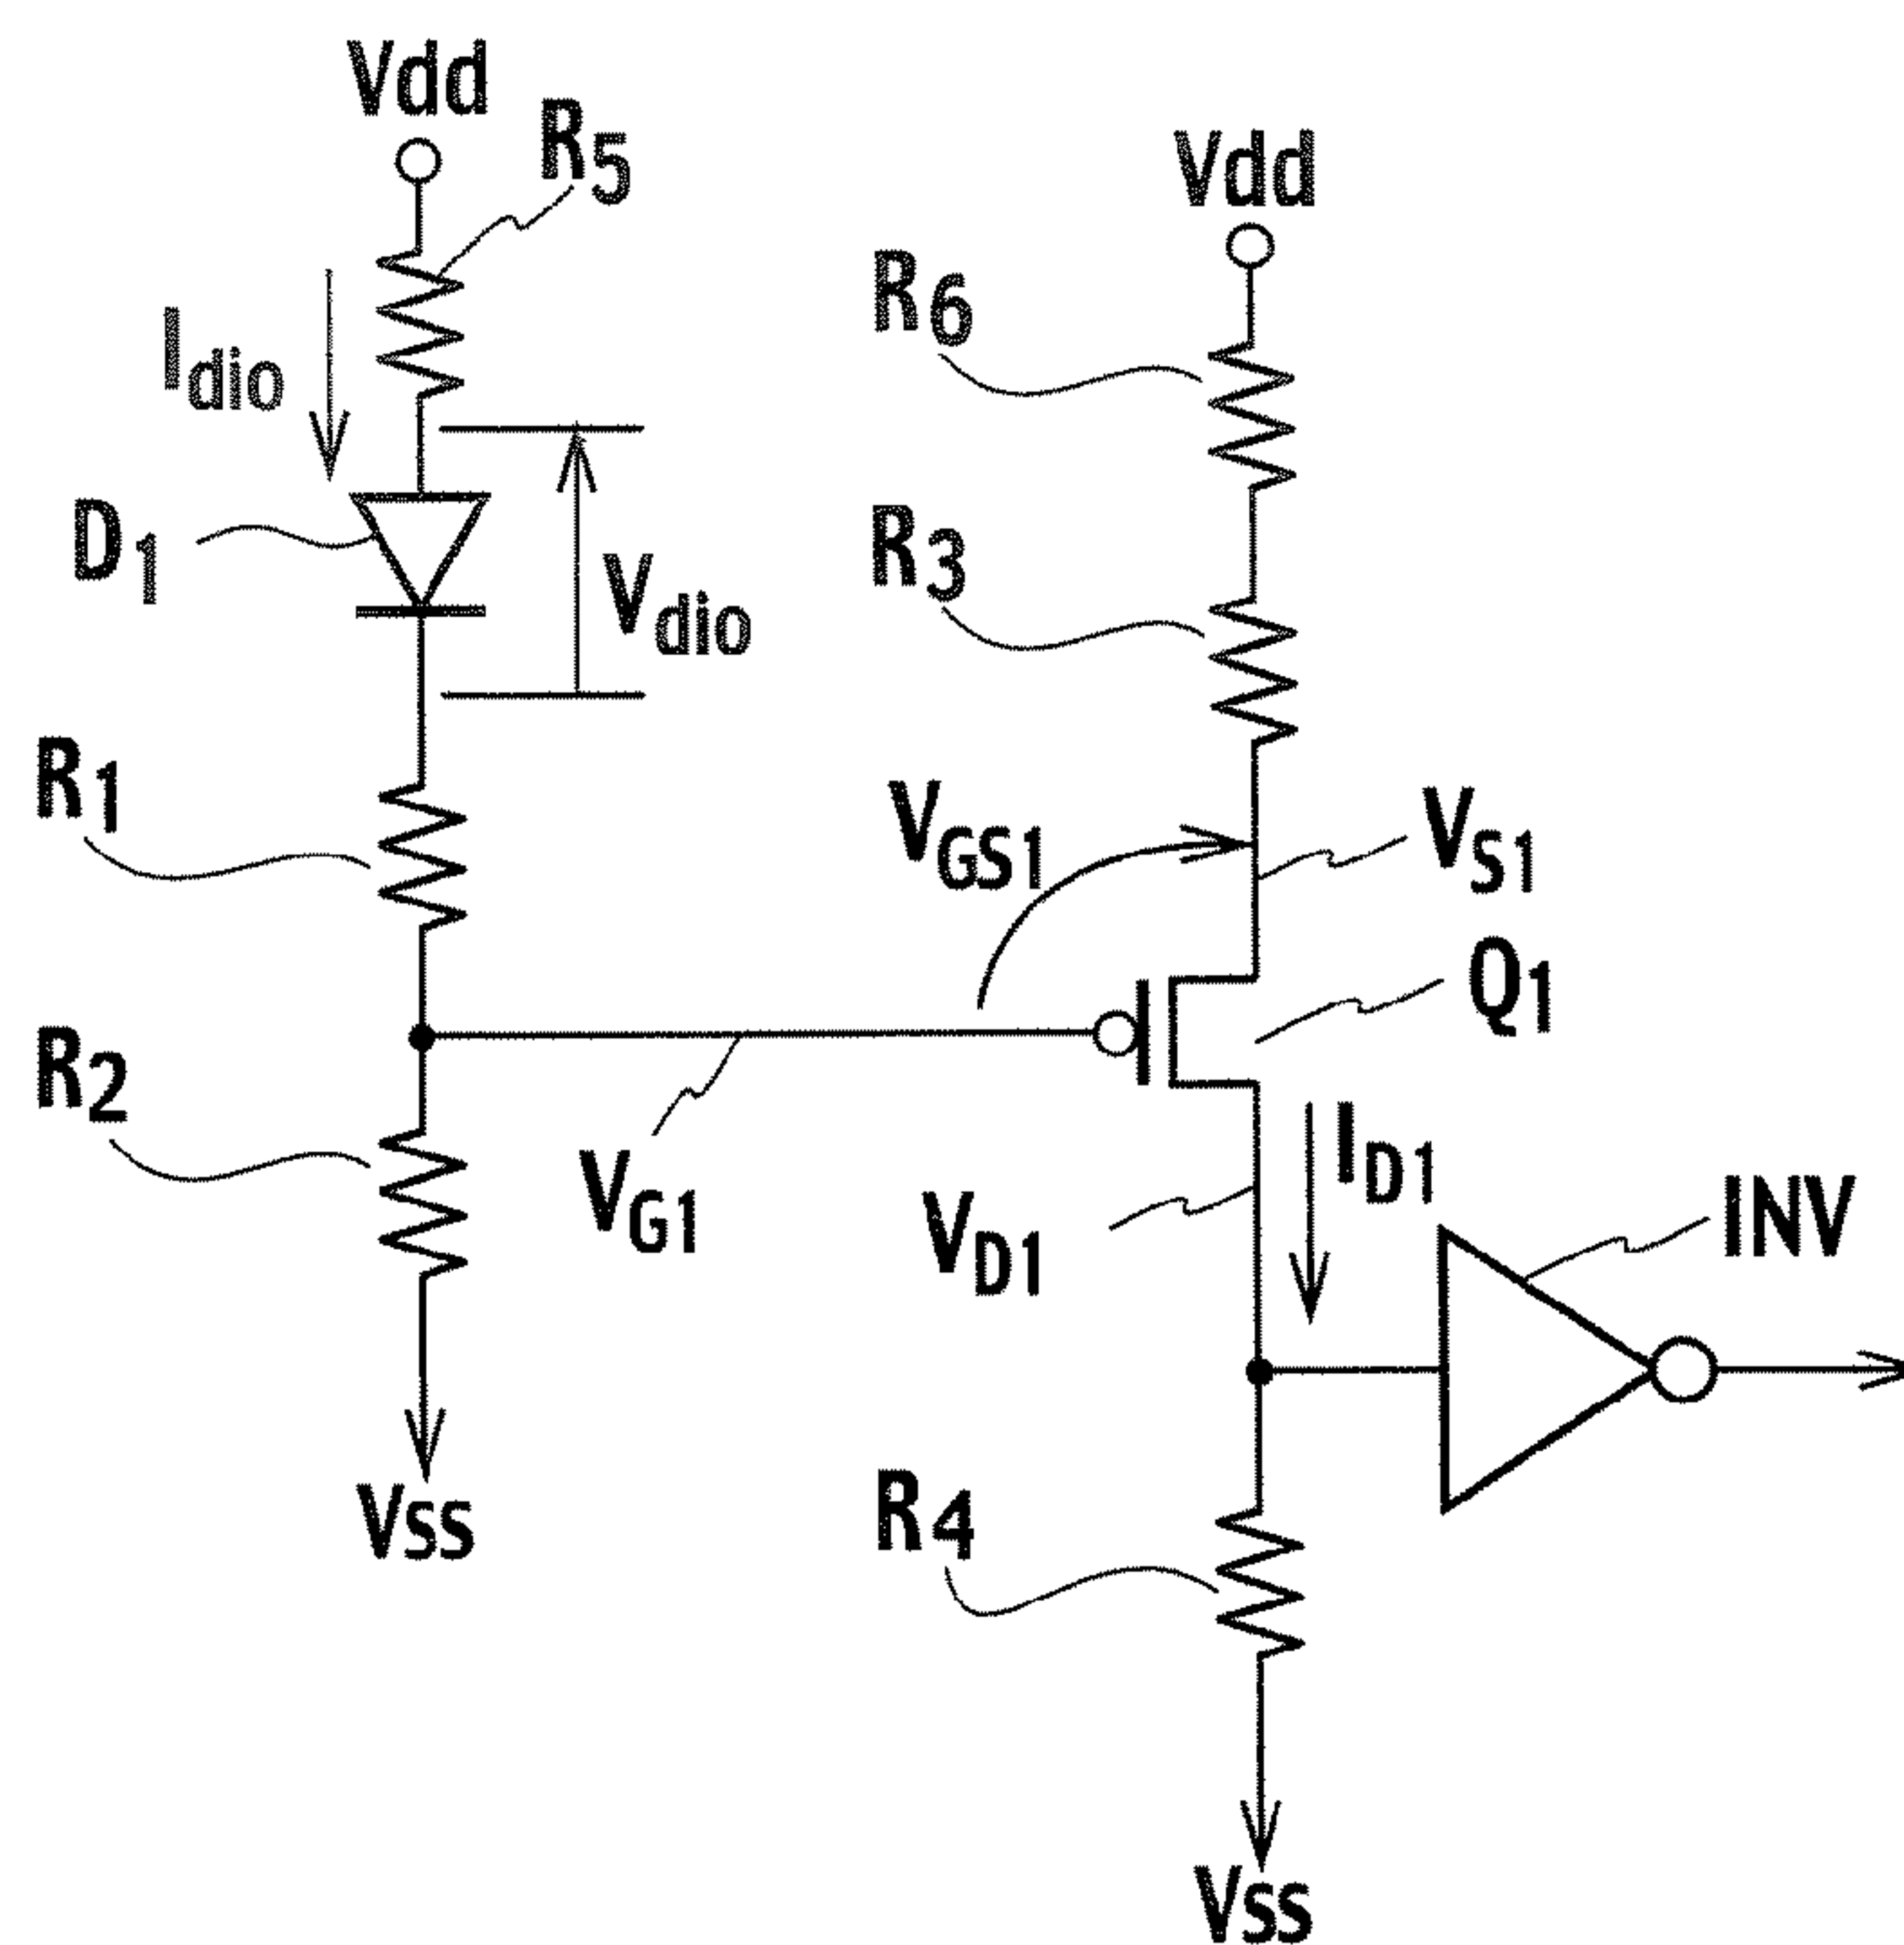 Vdd
R5
Vdd
R6
Idio
D1
Vdio
R3
R1
VGS1
VS1
Q1
R2
VG1
VD1
ID1
INV
VSS
R4
VSS